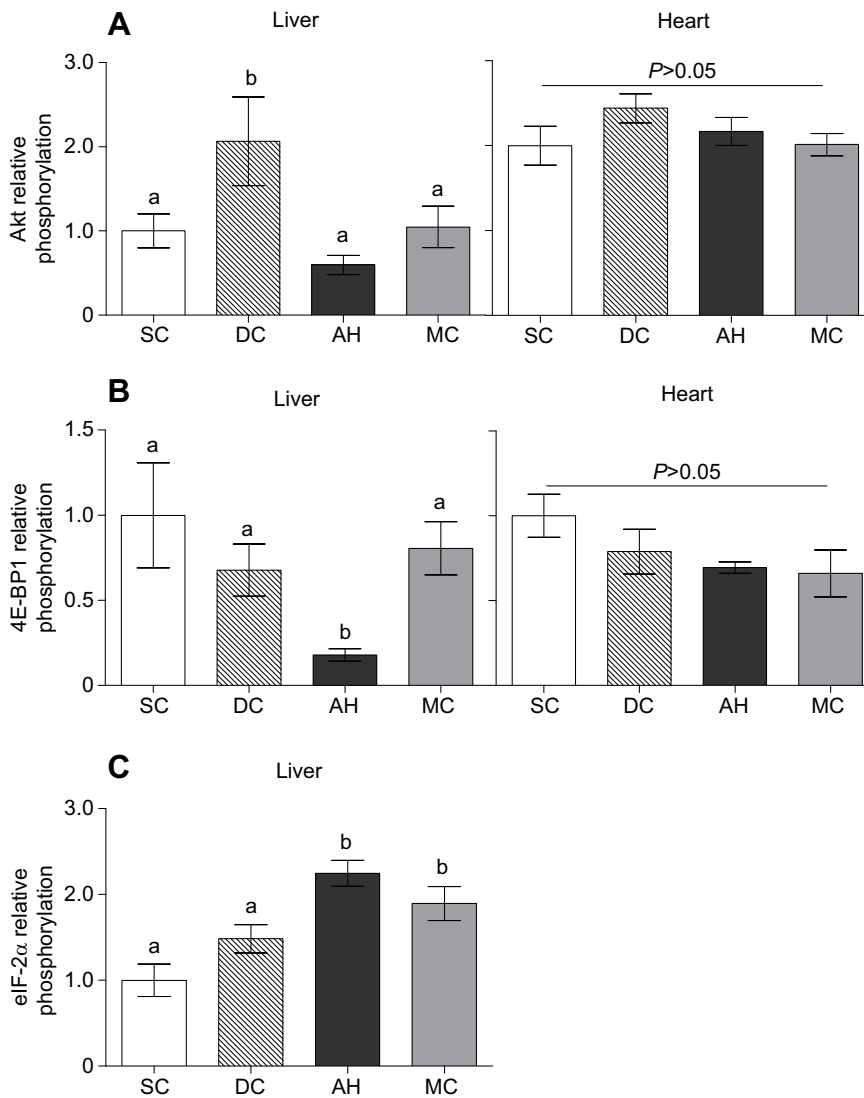 A
Liver
Heart
Akt relative
phosphorylation
3.0
2.0
1.0
0
a
b
a
a
P>0.05
SC DC AH MC
SC DC AH MC
B
Liver
Heart
4E-BP1 relative
phosphorylation
1.5
1.0
0.5
0
a
a
b
a
P>0.05
SC DC AH MC
SC DC AH MC
C
Liver
eIF-2α relative
phosphorylation
3.0
2.0
1.0
0
a
a
b
b
SC DC AH MC